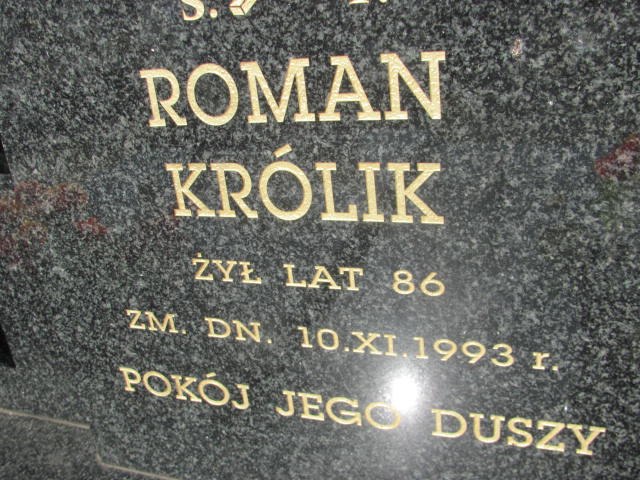 ROMAN
KRÓLIK
ŻYŁ LAT 86
ZM. DN. 10.XI.1993 r.
POKÓJ JEGO DUSZY